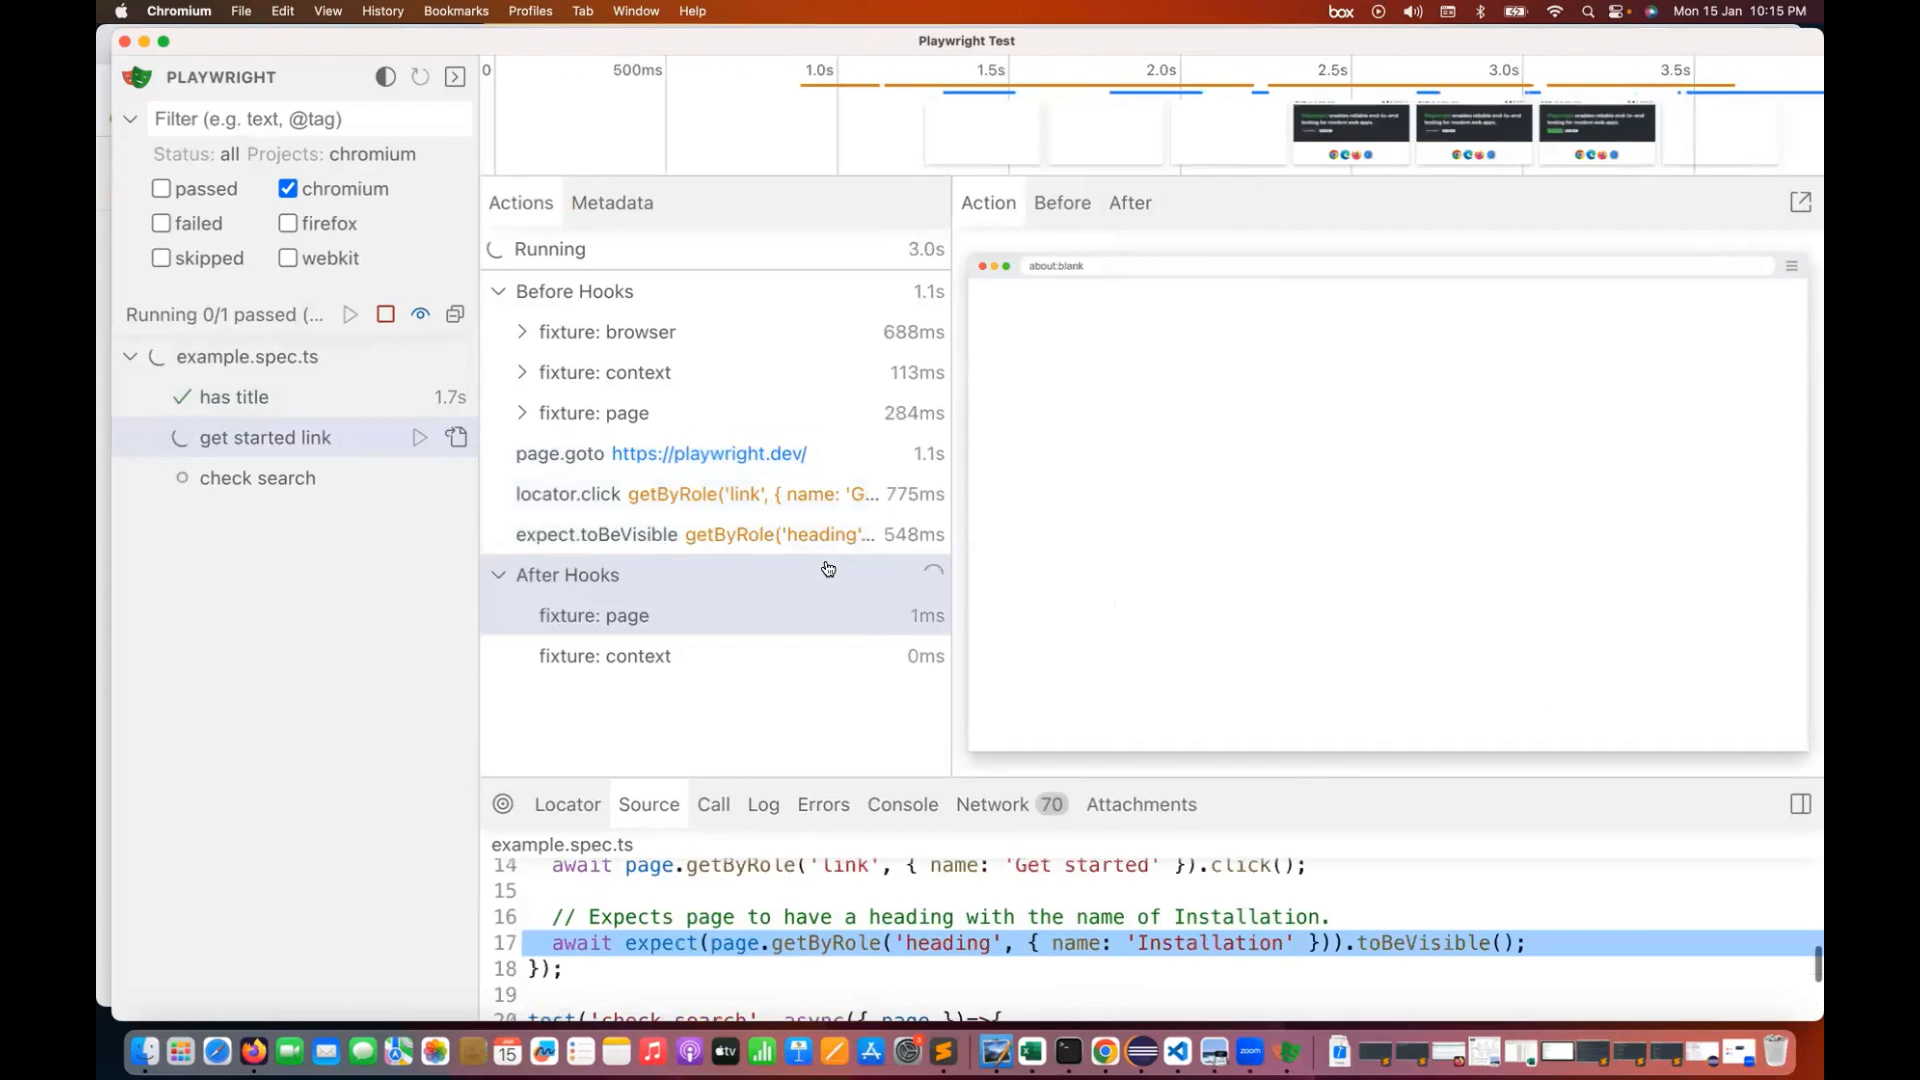 Chromium File Edit View History Bookmarks Profiles Tab Window Help
box Mon 15 Jan 10:15 PM
Playwright Test
PLAYWRIGHT
Filter (e.g. text, @tag)
Status: all Projects: chromium
passed chromium
failed firefox
skipped webkit
Running 0/1 passed (...
example.spec.ts
has title 1.7s
get started link
check search
0 500ms 1.0s 1.5s 2.0s 2.5s 3.0s 3.5s
Actions Metadata
Running 3.0s
Before Hooks 1.1s
fixture: browser 688ms
fixture: context 113ms
fixture: page 284ms
page.goto https://playwright.dev/ 1.1s
locator.click getByRole('link', { name: 'G... 775ms
expect.toBeVisible getByRole('heading'... 548ms
After Hooks
fixture: page 1ms
fixture: context 0ms
Action Before After
about:blank
Locator Source Call Log Errors Console Network 70 Attachments
example.spec.ts
14 await page.getByRole('link', { name: 'Get started' }).click();
15
16 // Expects page to have a heading with the name of Installation.
17 await expect(page.getByRole('heading', { name: 'Installation' })).toBeVisible();
18 });
19
20 test('check search', async({ page })=>{